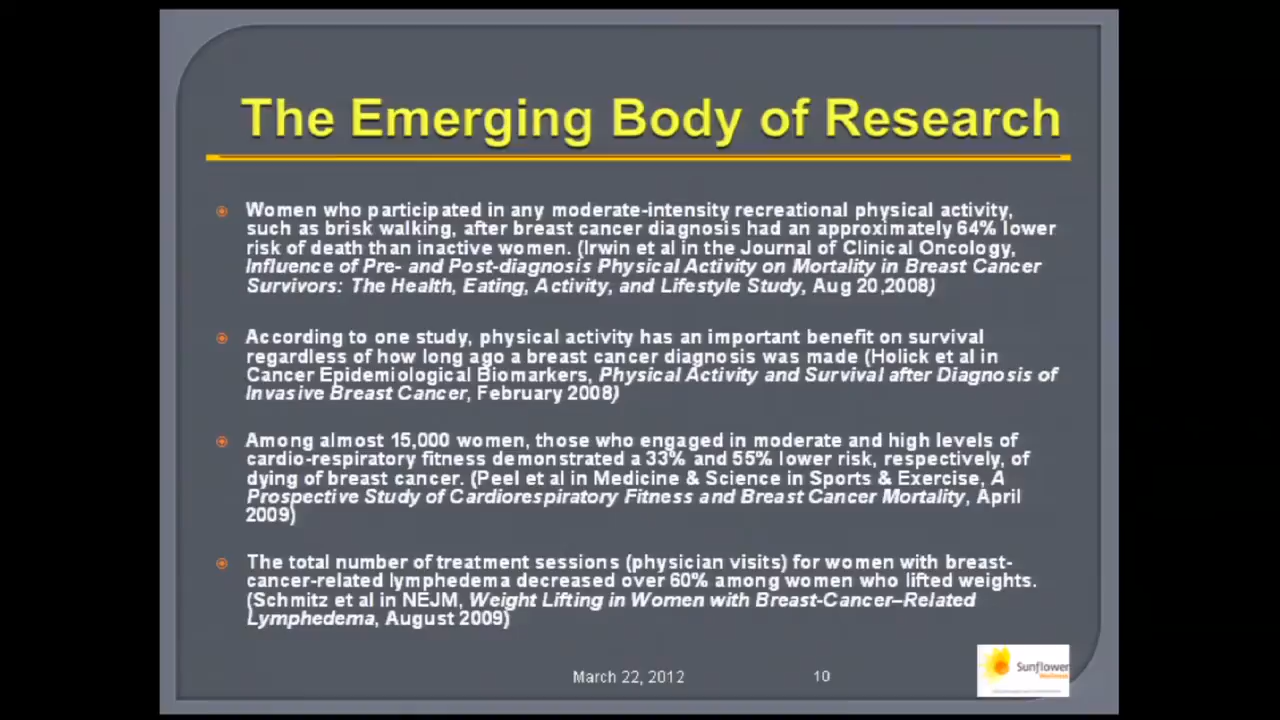 The Emerging Body of Research
Women who participated in any moderate-intensity recreational physical activity,
such as brisk walking, after breast cancer diagnosis had an approximately 64% lower
risk of death than inactive women. (Irwin et al in the Journal of Clinical Oncology,
Influence of Pre- and Post-diagnosis Physical Activity on Mortality in Breast Cancer
Survivors: The Health, Eating, Activity, and Lifestyle Study, Aug 20,2008)
According to one study, physical activity has an important benefit on survival
regardless of how long ago a breast cancer diagnosis was made (Holick et al in
Cancer Epidemiological Biomarkers, Physical Activity and Survival after Diagnosis of
Invasive Breast Cancer, February 2008)
Among almost 15,000 women, those who engaged in moderate and high levels of
cardio-respiratory fitness demonstrated a 33% and 55% lower risk, respectively, of
dying of breast cancer. (Peel et al in Medicine & Science in Sports & Exercise, A
Prospective Study of Cardiorespiratory Fitness and Breast Cancer Mortality, April
2009)
The total number of treatment sessions (physician visits) for women with breast-
cancer-related lymphedema decreased over 60% among women who lifted weights.
(Schmitz et al in NEJM, Weight Lifting in Women with Breast-Cancer–Related
Lymphedema, August 2009)
March 22, 2012 10
Sunflower